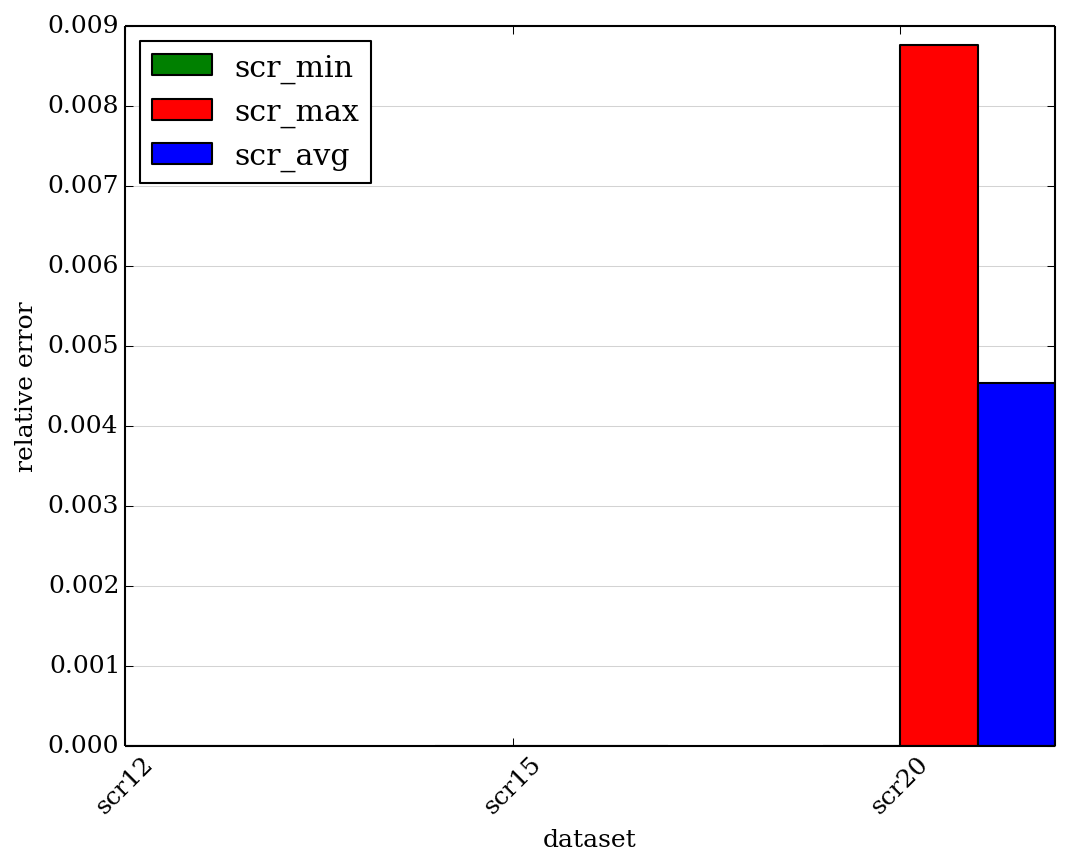 0.009
0.008
0.007
0.006
0.005
0.004
0.003
0.002
0.001
0.000
relative error
scr_min
scr_max
scr_avg
scr12
scr15
scr20
dataset